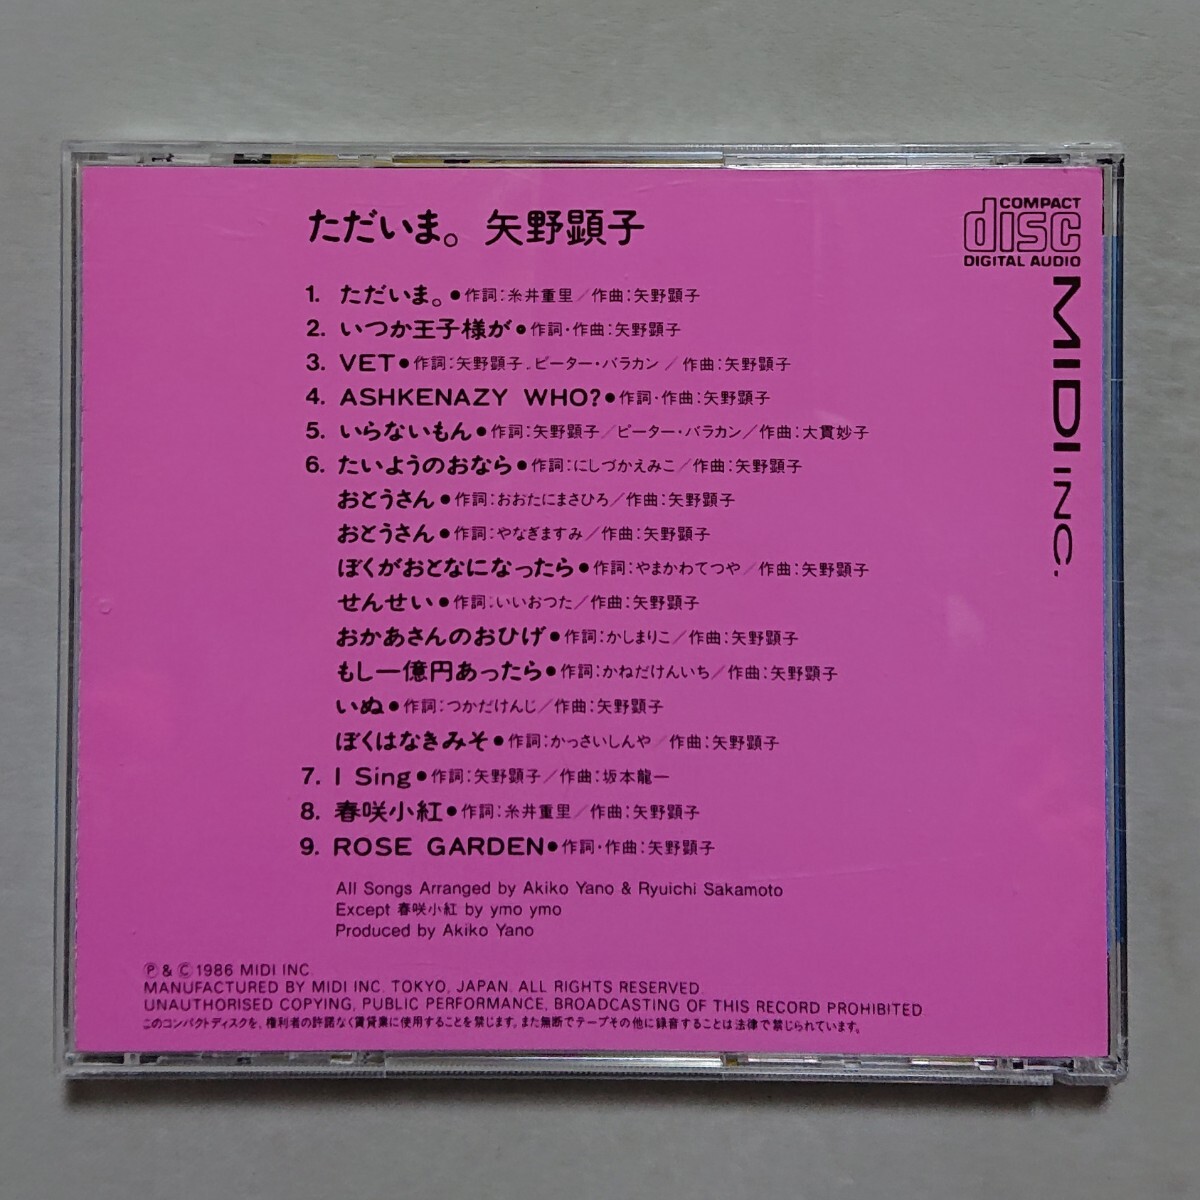 ただいま。 矢野顕子
COMPACT
disc
DIGITAL AUDIO
MIDI INC.
1. ただいま。●作詞:糸井重里/作曲:矢野顕子
2. いつか王子様が●作詞・作曲:矢野顕子
3. VET●作詞:矢野顕子.ピーター・バラカン/作曲:矢野顕子
4. ASHKENAZY WHO?●作詞・作曲:矢野顕子
5. いらないもん●作詞:矢野顕子/ピーター・バラカン/作曲:大貫妙子
6. たいようのおなら●作詞:にしづかえみこ/作曲:矢野顕子
おとうさん●作詞:おおたにまさひろ/作曲:矢野顕子
おとうさん●作詞:やなぎますみ/作曲:矢野顕子
ぼくがおとなになったら●作詞:やまかわてつや/作曲:矢野顕子
せんせい●作詞:いいおつた/作曲:矢野顕子
おかあさんのおひげ●作詞:かしまりこ/作曲:矢野顕子
もし一億円あったら●作詞:かねだけんいち/作曲:矢野顕子
いぬ●作詞:つかだけんじ/作曲:矢野顕子
ぼくはなきみそ●作詞:かっさいしんや/作曲:矢野顕子
7. I Sing●作詞:矢野顕子/作曲:坂本龍一
8. 春咲小紅●作詞:糸井重里/作曲:矢野顕子
9. ROSE GARDEN●作詞・作曲:矢野顕子
All Songs Arranged by Akiko Yano & Ryuichi Sakamoto
Except 春咲小紅 by ymo ymo
Produced by Akiko Yano
Ⓟ & Ⓒ 1986 MIDI INC.
MANUFACTURED BY MIDI INC. TOKYO, JAPAN. ALL RIGHTS RESERVED.
UNAUTHORISED COPYING, PUBLIC PERFORMANCE, BROADCASTING OF THIS RECORD PROHIBITED.
このコンパクトディスクを、権利者の許諾なく賃貸業に使用することを禁じます。また無断でテープその他に録音することは法律で禁じられています。